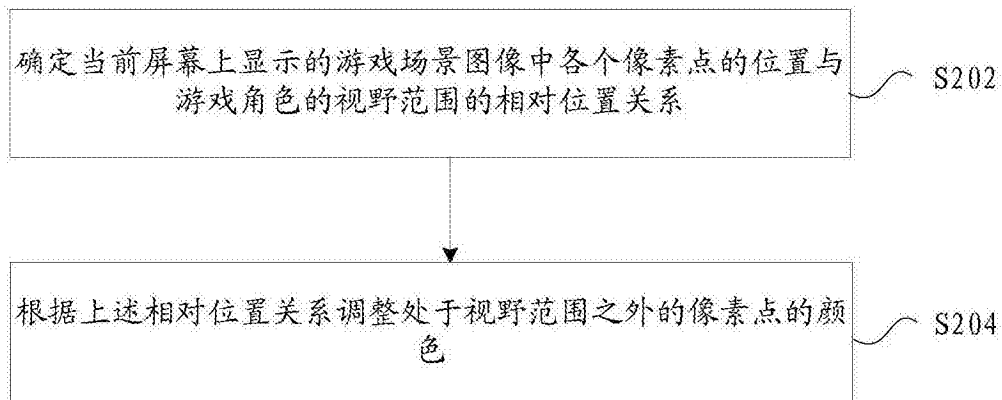 确定当前屏幕上显示的游戏场景图像中各个像素点的位置与
游戏角色的视野范围的相对位置关系
S202
根据上述相对位置关系调整处于视野范围之外的像素点的颜
色
S204